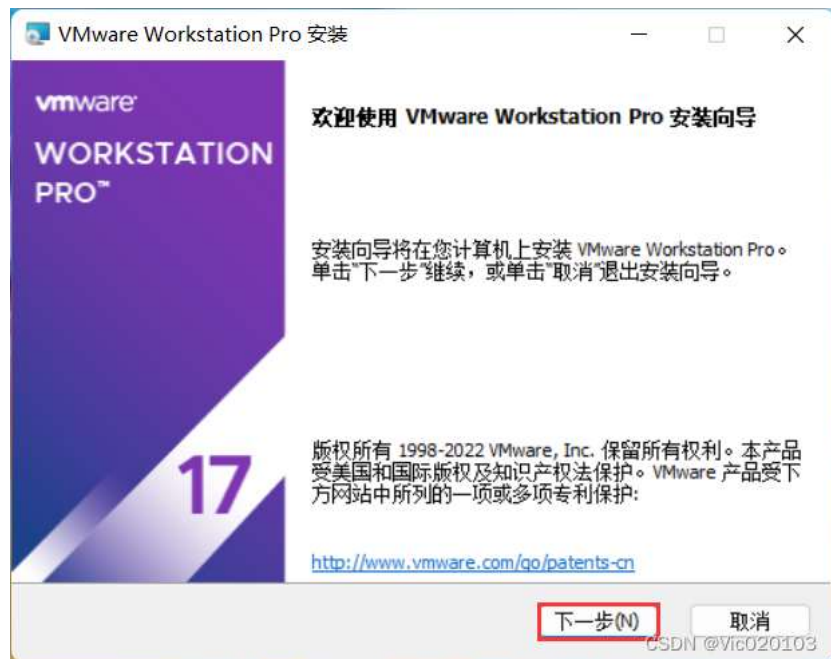 VMware Workstation Pro 安装
vmware
WORKSTATION
PRO™
欢迎使用 VMware Workstation Pro 安装向导
安装向导将在您计算机上安装 VMware Workstation Pro。
单击"下一步"继续，或单击"取消"退出安装向导。
17
版权所有 1998-2022 VMware, Inc. 保留所有权利。本产品
受美国和国际版权及知识产权法保护。VMware 产品受下
方网站中所列的一项或多项专利保护:
http://www.vmware.com/go/patents-cn
下一步(N)
取消
CSDN @Vic020103